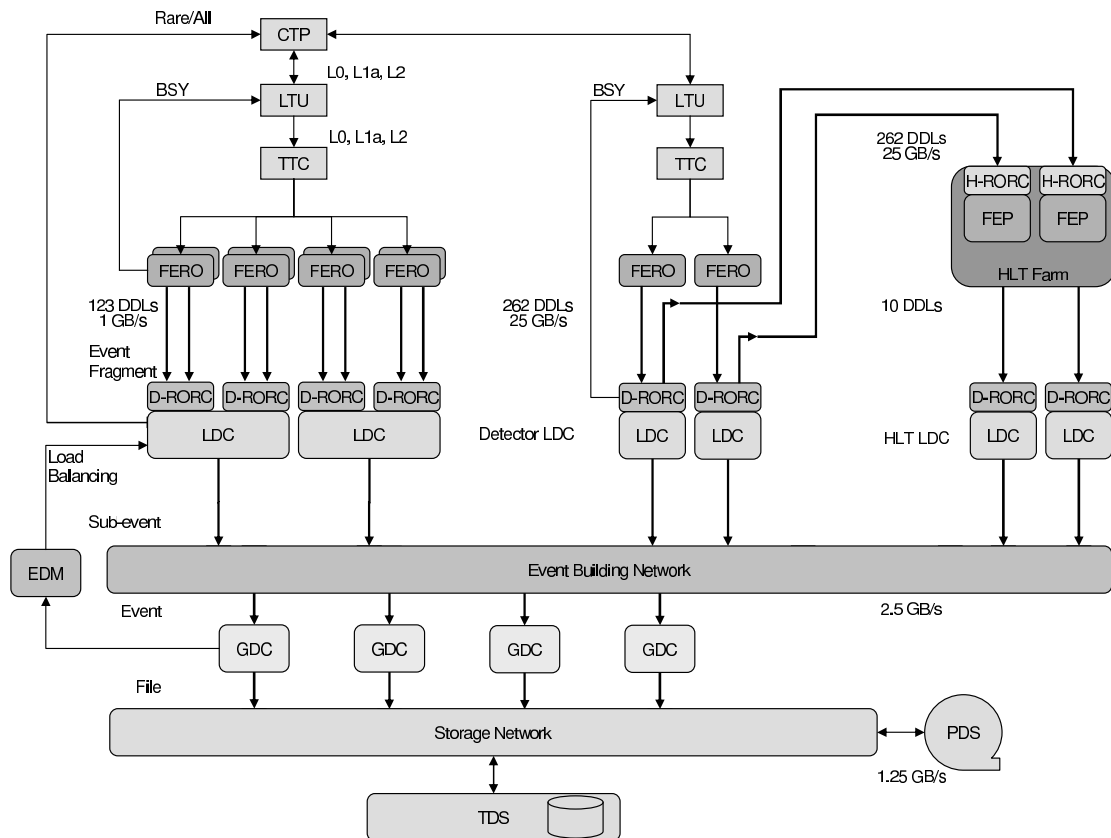 Rare/All
CTP
L0, L1a, L2
BSY
LTU
BSY
LTU
L0, L1a, L2
TTC
TTC
262 DDLs
25 GB/s
H-RORC
H-RORC
FEP
FEP
HLT Farm
FERO
FERO
FERO
FERO
FERO
FERO
123 DDLs
1 GB/s
262 DDLs
25 GB/s
10 DDLs
Event
Fragment
D-RORC
D-RORC
D-RORC
D-RORC
D-RORC
D-RORC
D-RORC
D-RORC
LDC
LDC
Detector LDC
LDC
LDC
HLT LDC
LDC
LDC
Load
Balancing
Sub-event
EDM
Event Building Network
Event
2.5 GB/s
GDC
GDC
GDC
GDC
File
Storage Network
PDS
1.25 GB/s
TDS